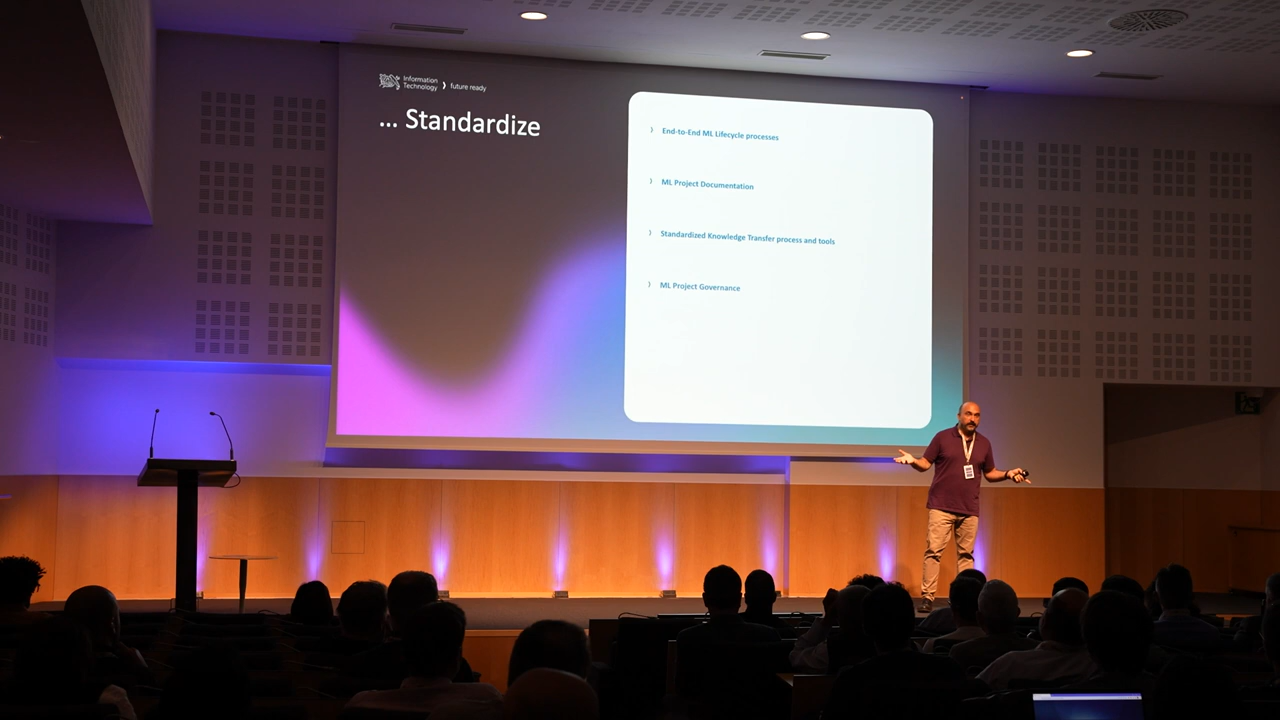 Information
Technology
future ready
... Standardize
End-to-End ML Lifecycle processes
ML Project Documentation
Standardized Knowledge Transfer process and tools
ML Project Governance